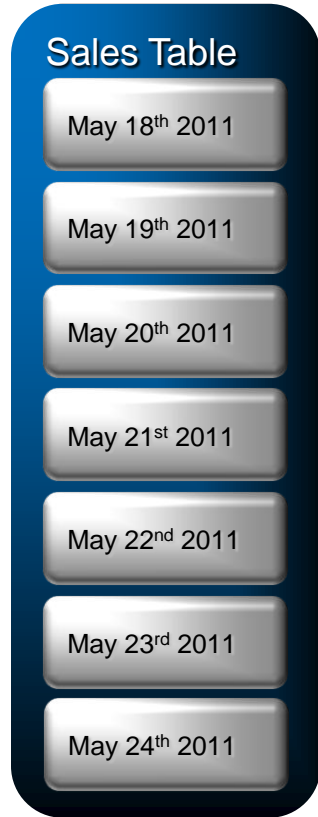 Sales Table
May 18th 2011
May 19th 2011
May 20th 2011
May 21st 2011
May 22nd 2011
May 23rd 2011
May 24th 2011